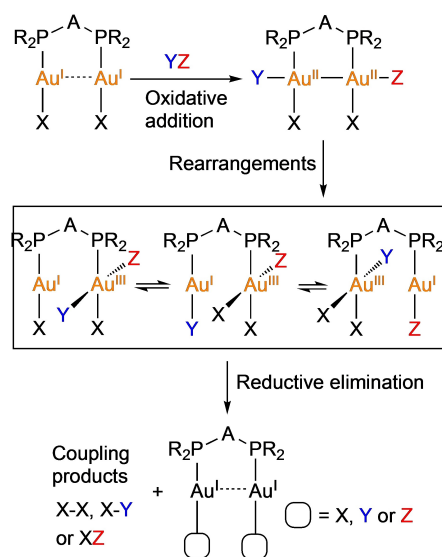 A A
R₂P PR₂ R₂P PR₂
YZ
Auᴵ Auᴵ Y Auᴵᴵ Auᴵᴵ Z
Oxidative
addition
X X X X
Rearrangements
A A A
R₂P PR₂ R₂P PR₂ R₂P PR₂
Z Z Y
Auᴵ Auᴵᴵᴵ Auᴵ Auᴵᴵᴵ Auᴵᴵᴵ Auᴵ
Y X X
X X Y X X Z
Reductive elimination
Coupling
products
X-X, X-Y
or XZ
+
A
R₂P PR₂
Auᴵ Auᴵ
= X, Y or Z